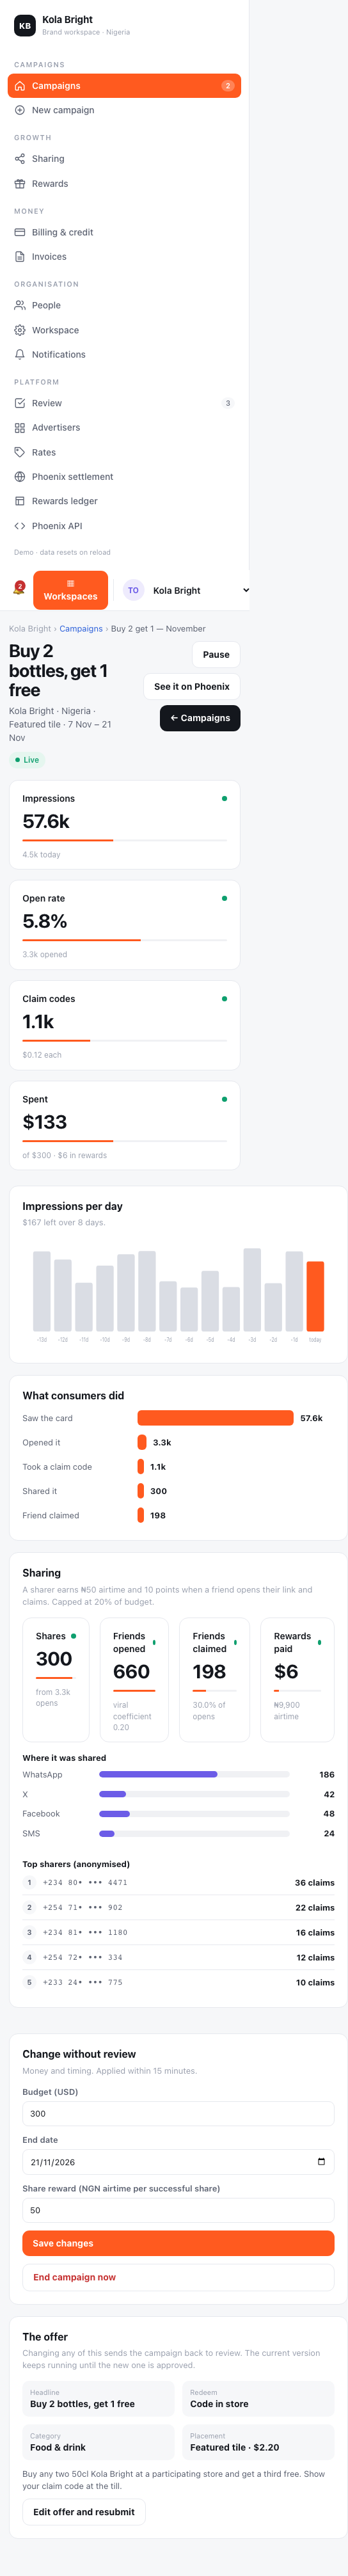 KB
Kola Bright
Brand workspace · Nigeria
CAMPAIGNS
Campaigns 2
New campaign
GROWTH
Sharing
Rewards
MONEY
Billing & credit
Invoices
ORGANISATION
People
Workspace
Notifications
PLATFORM
Review 3
Advertisers
Rates
Phoenix settlement
Rewards ledger
Phoenix API
Demo · data resets on reload
2
Workspaces
TO Kola Bright
Kola Bright › Campaigns › Buy 2 get 1 — November
Buy 2
bottles, get 1
free
Kola Bright · Nigeria ·
Featured tile · 7 Nov – 21
Nov
Live
Pause
See it on Phoenix
← Campaigns
Impressions
57.6k
4.5k today
Open rate
5.8%
3.3k opened
Claim codes
1.1k
$0.12 each
Spent
$133
of $300 · $6 in rewards
Impressions per day
$167 left over 8 days.
-13d -12d -11d -10d -9d -8d -7d -6d -5d -4d -3d -2d -1d today
What consumers did
Saw the card 57.6k
Opened it 3.3k
Took a claim code 1.1k
Shared it 300
Friend claimed 198
Sharing
A sharer earns ₦50 airtime and 10 points when a friend opens their link and
claims. Capped at 20% of budget.
Shares
300
from 3.3k
opens
Friends
opened
660
viral
coefficient
0.20
Friends
claimed
198
30.0% of
opens
Rewards
paid
$6
₦9,900
airtime
Where it was shared
WhatsApp 186
X 42
Facebook 48
SMS 24
Top sharers (anonymised)
1 +234 80• ••• 4471 36 claims
2 +254 71• ••• 902 22 claims
3 +234 81• ••• 1180 16 claims
4 +254 72• ••• 334 12 claims
5 +233 24• ••• 775 10 claims
Change without review
Money and timing. Applied within 15 minutes.
Budget (USD)
300
End date
21/11/2026
Share reward (NGN airtime per successful share)
50
Save changes
End campaign now
The offer
Changing any of this sends the campaign back to review. The current version
keeps running until the new one is approved.
Headline
Buy 2 bottles, get 1 free
Redeem
Code in store
Category
Food & drink
Placement
Featured tile · $2.20
Buy any two 50cl Kola Bright at a participating store and get a third free. Show
your claim code at the till.
Edit offer and resubmit